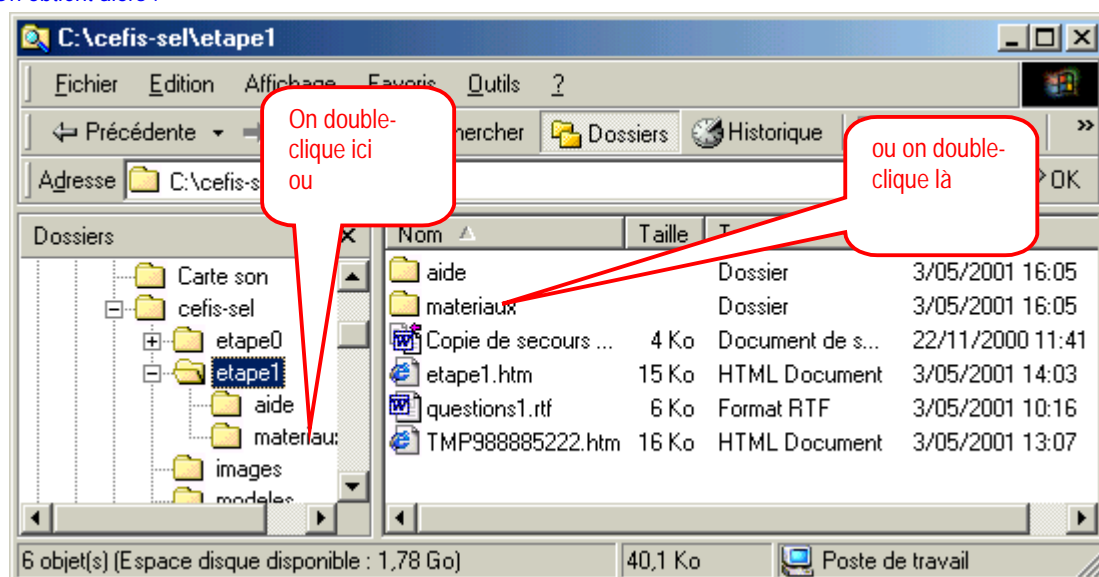 C:\cefis-sel\etape1
Fichier Edition Affichage Favoris Outils ?
Précédente Dossiers Historique »
Adresse C:\cefis-s OK
On double-
clique ici
ou
ou on double-
clique là
Dossiers x Nom Taille
Carte son
cefis-sel
etape0
etape1
aide
materiau
images
modeles
aide Dossier 3/05/2001 16:05
materiaux Dossier 3/05/2001 16:05
Copie de secours ... 4 Ko Document de s... 22/11/2000 11:41
etape1.htm 15 Ko HTML Document 3/05/2001 14:03
questions1.rtf 6 Ko Format RTF 3/05/2001 10:16
TMP988885222.htm 16 Ko HTML Document 3/05/2001 13:07
6 objet(s) (Espace disque disponible : 1,78 Go) 40,1 Ko Poste de travail